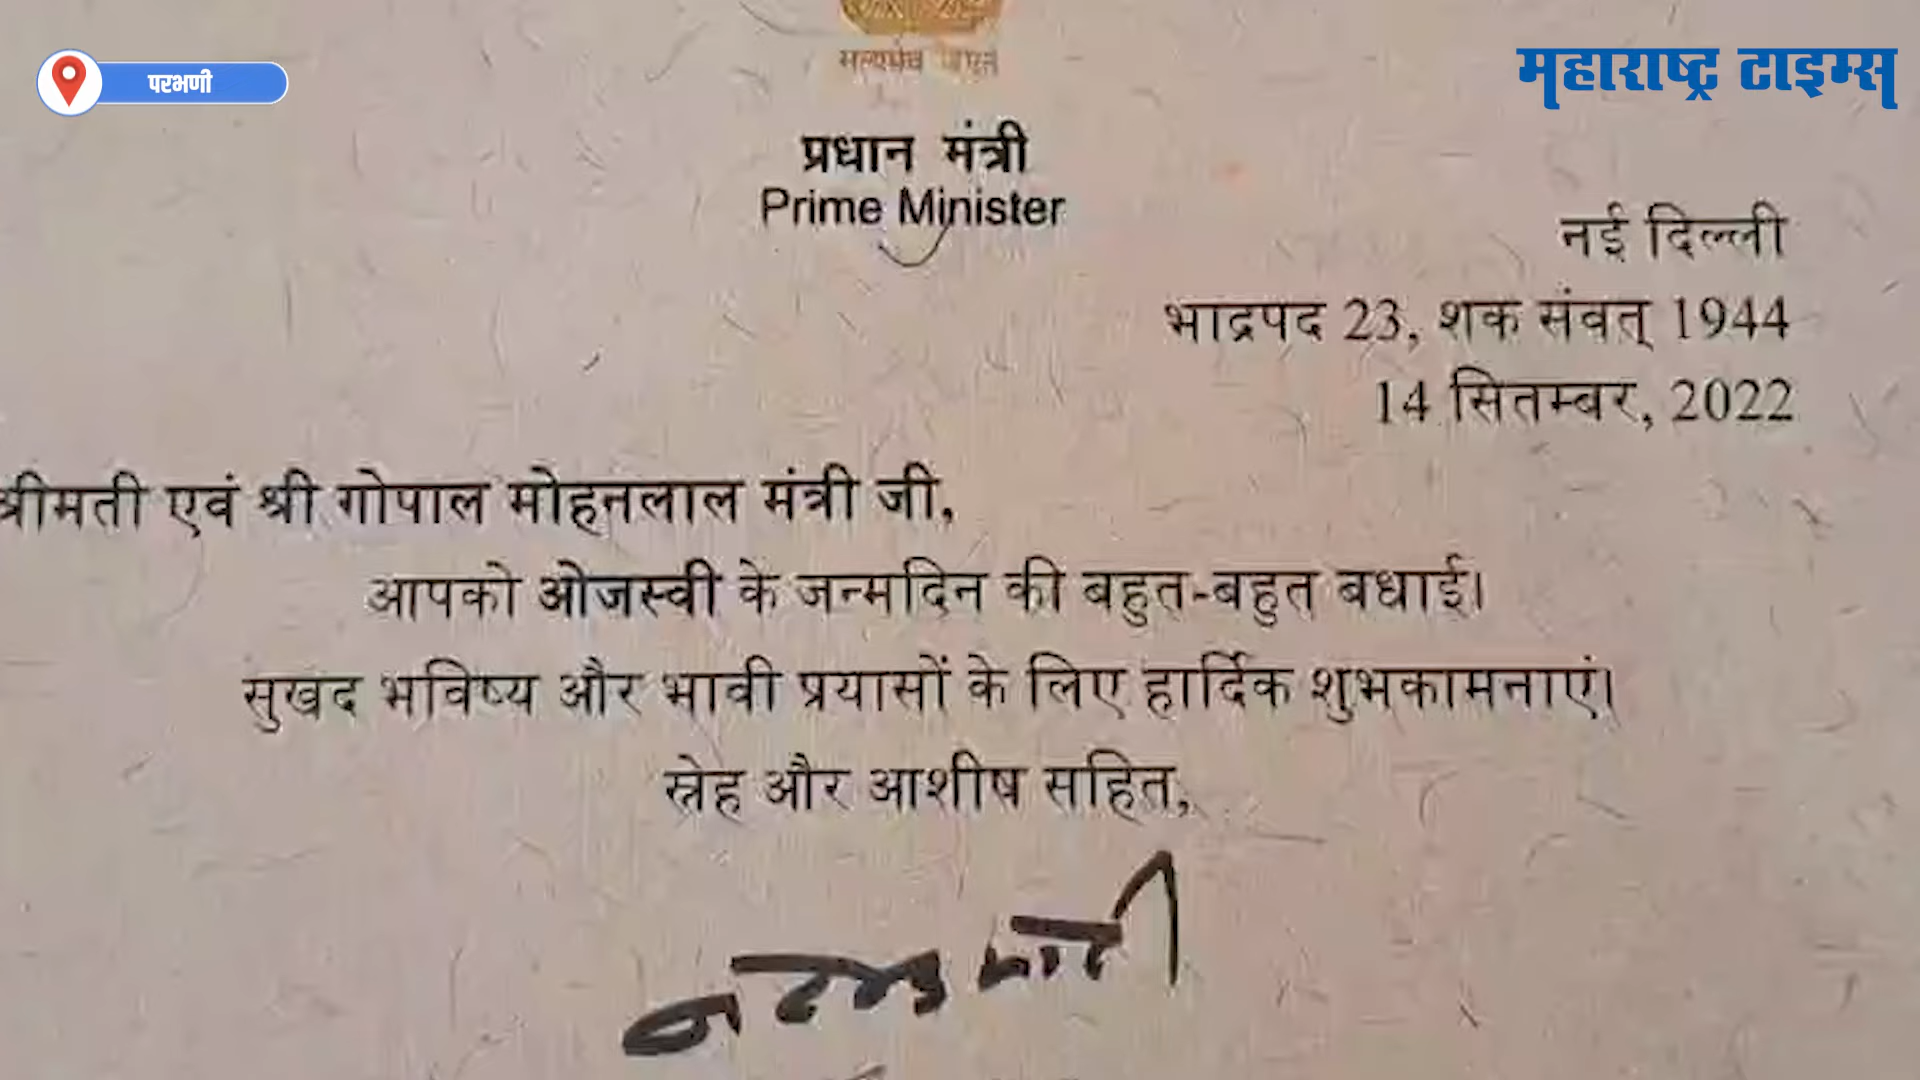 परभणी
महाराष्ट्र टाइम्स
प्रधान मंत्री
Prime Minister
नई दिल्ली
भाद्रपद 23, शक संवत् 1944
14 सितम्बर, 2022
श्रीमती एवं श्री गोपाल मोहनलाल मंत्री जी,
आपको ओजस्वी के जन्मदिन की बहुत-बहुत बधाई।
सुखद भविष्य और भावी प्रयासों के लिए हार्दिक शुभकामनाएं।
स्नेह और आशीष सहित,